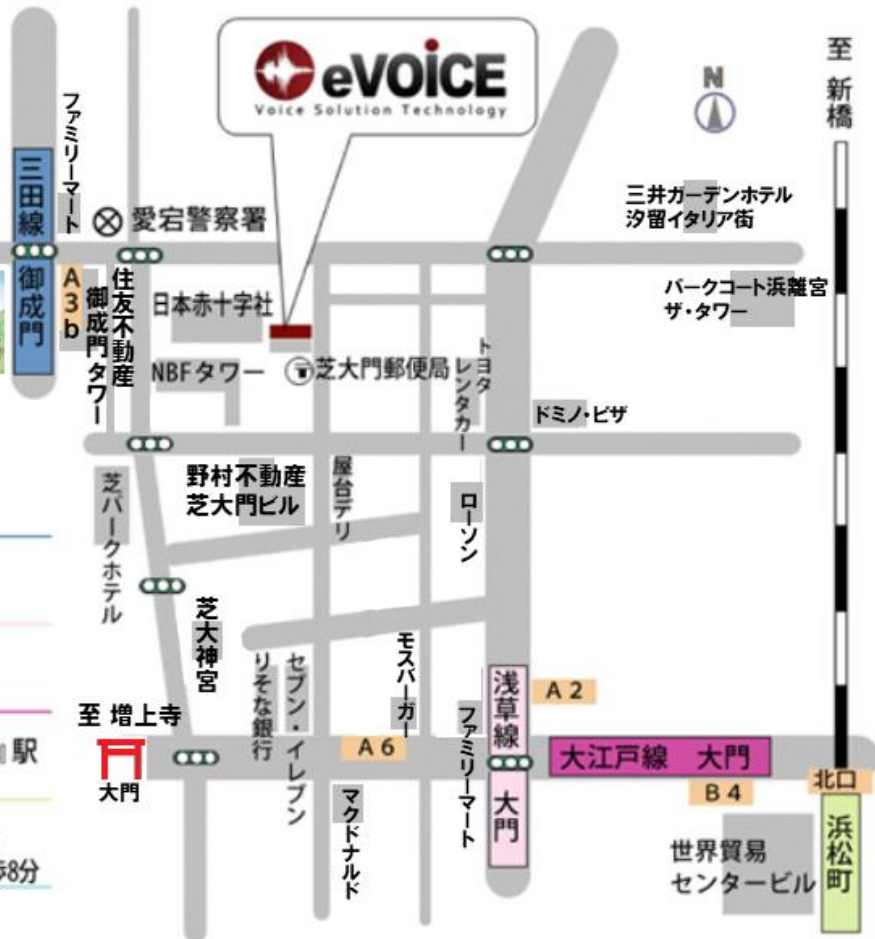 eVOiCE
Voice Solution Technology
N
至 新橋
三田線
御成門
ファミリーマート
愛宕警察署
A3b
住友不動産
御成門タワー
日本赤十字社
NBFタワー
芝大門郵便局
トヨタ
レンタカー
三井ガーデンホテル
汐留イタリア街
パークコート浜離宮
ザ・タワー
ドミノ・ピザ
野村不動産
芝大門ビル
屋台デリ
ローソン
芝パークホテル
芝大神宮
りそな銀行
セブン・イレブン
モスバーガー
ファミリーマート
浅草線
大門
A2
至 増上寺
大門
A6
マクドナルド
大江戸線 大門
B4
北口
浜松町
世界貿易
センタービル
駅
歩8分